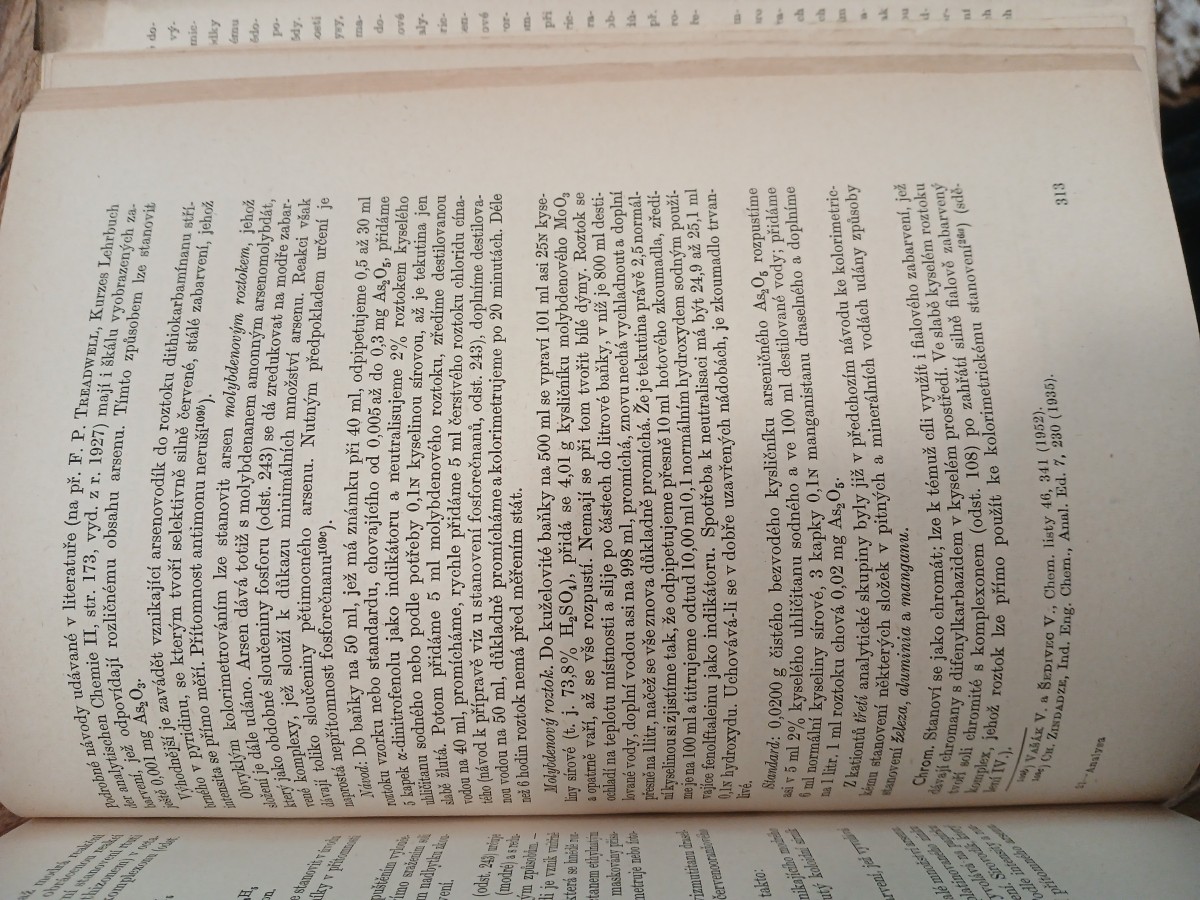 Podrobné návody udávané v literatuře (na př. F. P. TREADWELL, Kurzes Lehrbuch
der analytischen Chemie II, str. 173, vyd. z r. 1927) mají i škálu vyobrazených za-
barvení, jež odpovídají rozličnému obsahu arsenu. Tímto způsobem lze stanovit
ještě 0,001 mg As₂O₃.
Výhodnější je zavádět vznikající arsenovodík do roztoku dithiokarbamínanu stří-
brného v pyridinu, se kterým tvoří selektivně silně červené, stálé zabarvení, jehož
intensita se přímo měří. Přítomnost antimonu neruší¹⁰⁹ᵇ).
Obvyklým kolorimetrováním lze stanovit arsen molybdenovým roztokem, jehož
složení je dále udáno. Arsen dává totiž s molybdenanem amonným arsenomolybdát,
který jako obdobné sloučeniny fosforu (odst. 243) se dá zredukovat na modře zabar-
vené komplexy, jež slouží k důkazu minimálních množství arsenu. Reakci však
dávají toliko sloučeniny pětimocného arsenu. Nutným předpokladem určení je
naprostá nepřítomnost fosforečnanu¹⁰⁹ᶜ).
Návod: Do baňky na 50 ml, jež má známku při 40 ml, odpipetujeme 0,5 až 30 ml
roztoku vzorku nebo standardu, chovajícího od 0,005 až do 0,3 mg As₂O₅, přidáme
5 kapek α-dinitrofenolu jako indikátoru a neutralisujeme 2% roztokem kyselého
uhličitanu sodného nebo podle potřeby 0,1N kyselinou sírovou, až je tekutina jen
slabě žlutá. Potom přidáme 5 ml molybdenového roztoku, zředíme destilovanou
vodou na 40 ml, promícháme, rychle přidáme 5 ml čerstvého roztoku chloridu cína-
tého (návod k přípravě viz u stanovení fosforečnanů, odst. 243), doplníme destilova-
nou vodou na 50 ml, důkladně promícháme a kolorimetrujeme po 20 minutách. Déle
než 6 hodin roztok nemá před měřením stát.
Molybdenový roztok. Do kuželovité baňky na 500 ml se vpraví 101 ml asi 25N kyse-
liny sírové (t. j. 73,8% H₂SO₄), přidá se 4,01 g kysličníku molybdenového MoO₃
a opatrně vaří, až se vše rozpustí. Nemají se při tom tvořit bílé dýmy. Roztok se
ochladí na teplotu místnosti a slije po částech do litrové baňky, v níž je 800 ml desti-
lované vody, doplní vodou asi na 998 ml, promíchá, znovu nechá vychladnout a doplní
přesně na 1 litr, načež se vše znova důkladně promíchá. Že je tekutina právě 2,5 normál-
ní kyselinou si zjistíme tak, že odpipetujeme přesně 10 ml hotového zkoumadla, zředí-
me je na 100 ml a titrujeme odtud 10,00 ml 0,1 normálním hydroxydem sodným použí-
vajíce fenolftaleinu jako indikátoru. Spotřeba k neutralisaci má být 24,9 až 25,1 ml
0,1N hydroxydu. Uchovává-li se v dobře uzavřených nádobách, je zkoumadlo trvan-
livé.
Standard: 0,0200 g čistého bezvodého kysličníku arseničného As₂O₅ rozpustíme
asi v 5 ml 2% kyselého uhličitanu sodného a ve 100 ml destilované vody; přidáme
6 ml normální kyseliny sírové, 3 kapky 0,1N manganistanu draselného a doplníme
na 1 litr. 1 ml roztoku chová 0,02 mg As₂O₅.
Z kationtů třetí analytické skupiny byly již v předchozím návodu ke kolorimetric-
kému stanovení některých složek v pitných a minerálních vodách udány způsoby
stanovení železa, aluminia a manganu.
Chrom. Stanoví se jako chromát; lze k témuž cíli využít i fialového zabarvení, jež
dávají chromany s difenylkarbazidem v kyselém prostředí. Ve slabě kyselém roztoku
tvoří soli chromité s komplexonem (odst. 108) po zahřátí silně fialově zabarvený
komplex, jehož roztok lze přímo použít ke kolorimetrickému stanovení²⁶ᵃ) (sdě-
lení IV),
¹⁰⁹ᵇ) VAŠÁK V. a ŠEDIVEC V., Chem. listy 46, 341 (1952).
¹⁰⁹ᶜ) CH. ZINDADZE, Ind. Eng. Chem., Anal. Ed. 7, 230 (1935).
21—Analysa
313